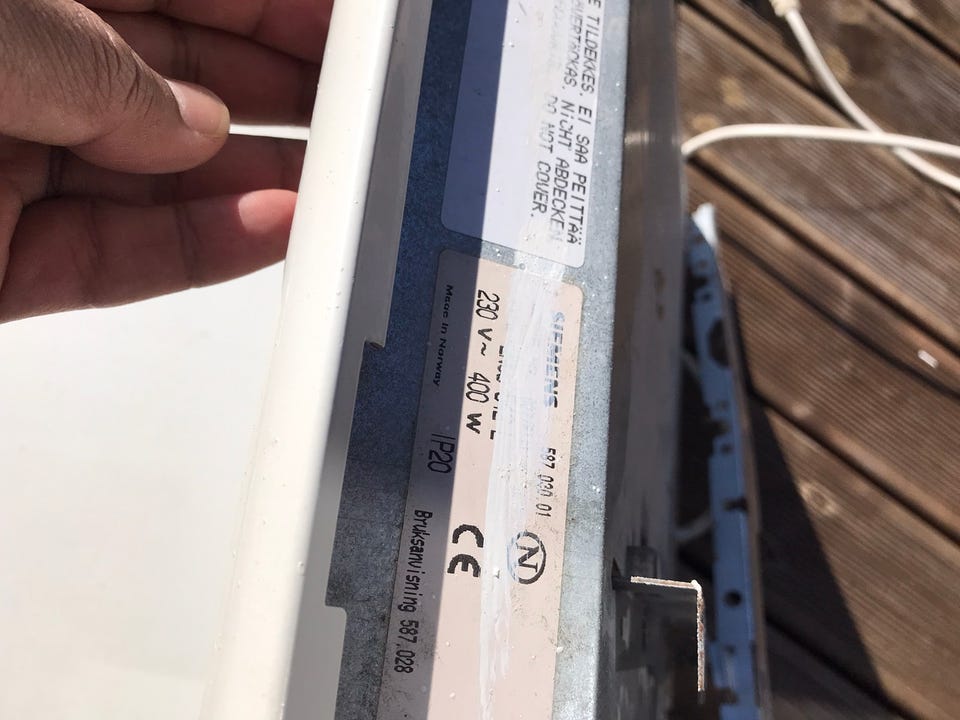 TILDEKKES. EI SAA PEITTÄÄ
NICHT ABDECKEN
DO NOT COVER.
SIEMENS 587.030.01
230 V~ 400 W
N
Made in Norway IP20 CE
Bruksanvisning 587.028